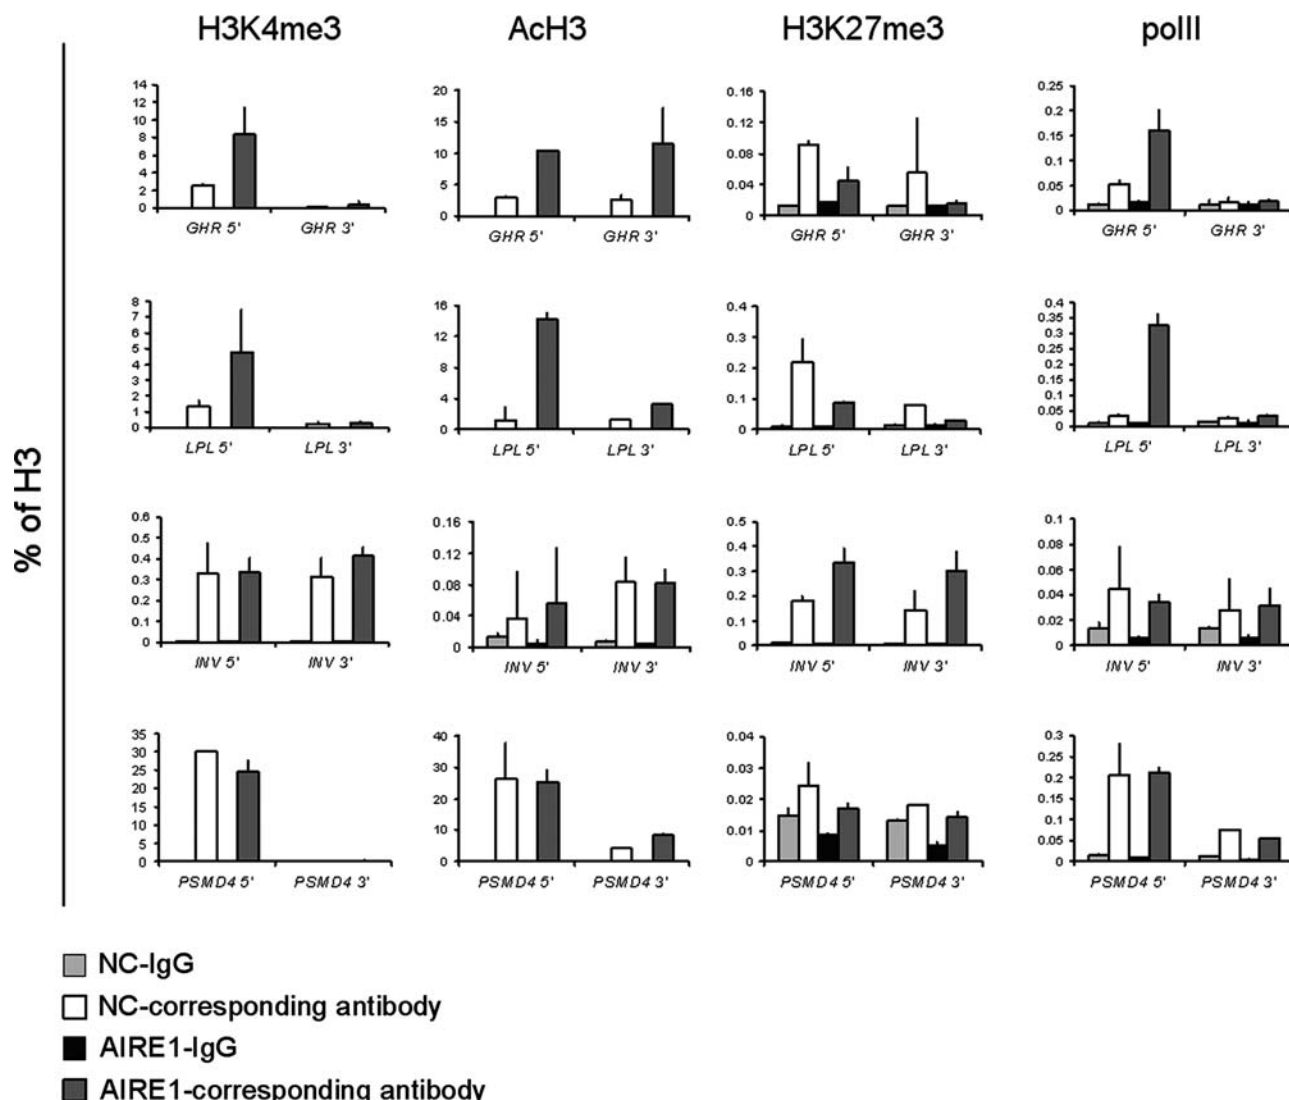 H3K4me3 AcH3 H3K27me3 polII
% of H3
14 12 10 8 6 4 2 0
GHR 5' GHR 3'
20 15 10 5 0
GHR 5' GHR 3'
0.16 0.12 0.08 0.04 0
GHR 5' GHR 3'
0.25 0.2 0.15 0.1 0.05 0
GHR 5' GHR 3'
8 7 6 5 4 3 2 1 0
LPL 5' LPL 3'
16 12 8 4 0
LPL 5' LPL 3'
0.4 0.3 0.2 0.1 0
LPL 5' LPL 3'
0.4 0.35 0.3 0.25 0.2 0.15 0.1 0.05 0
LPL 5' LPL 3'
0.6 0.5 0.4 0.3 0.2 0.1 0
INV 5' INV 3'
0.16 0.12 0.08 0.04 0
INV 5' INV 3'
0.5 0.4 0.3 0.2 0.1 0
INV 5' INV 3'
0.1 0.08 0.06 0.04 0.02 0
INV 5' INV 3'
35 30 25 20 15 10 5 0
PSMD4 5' PSMD4 3'
40 30 20 10 0
PSMD4 5' PSMD4 3'
0.04 0.03 0.02 0.01 0
PSMD4 5' PSMD4 3'
0.3 0.25 0.2 0.15 0.1 0.05 0
PSMD4 5' PSMD4 3'
NC-IgG
NC-corresponding antibody
AIRE1-IgG
AIRE1-corresponding antibody